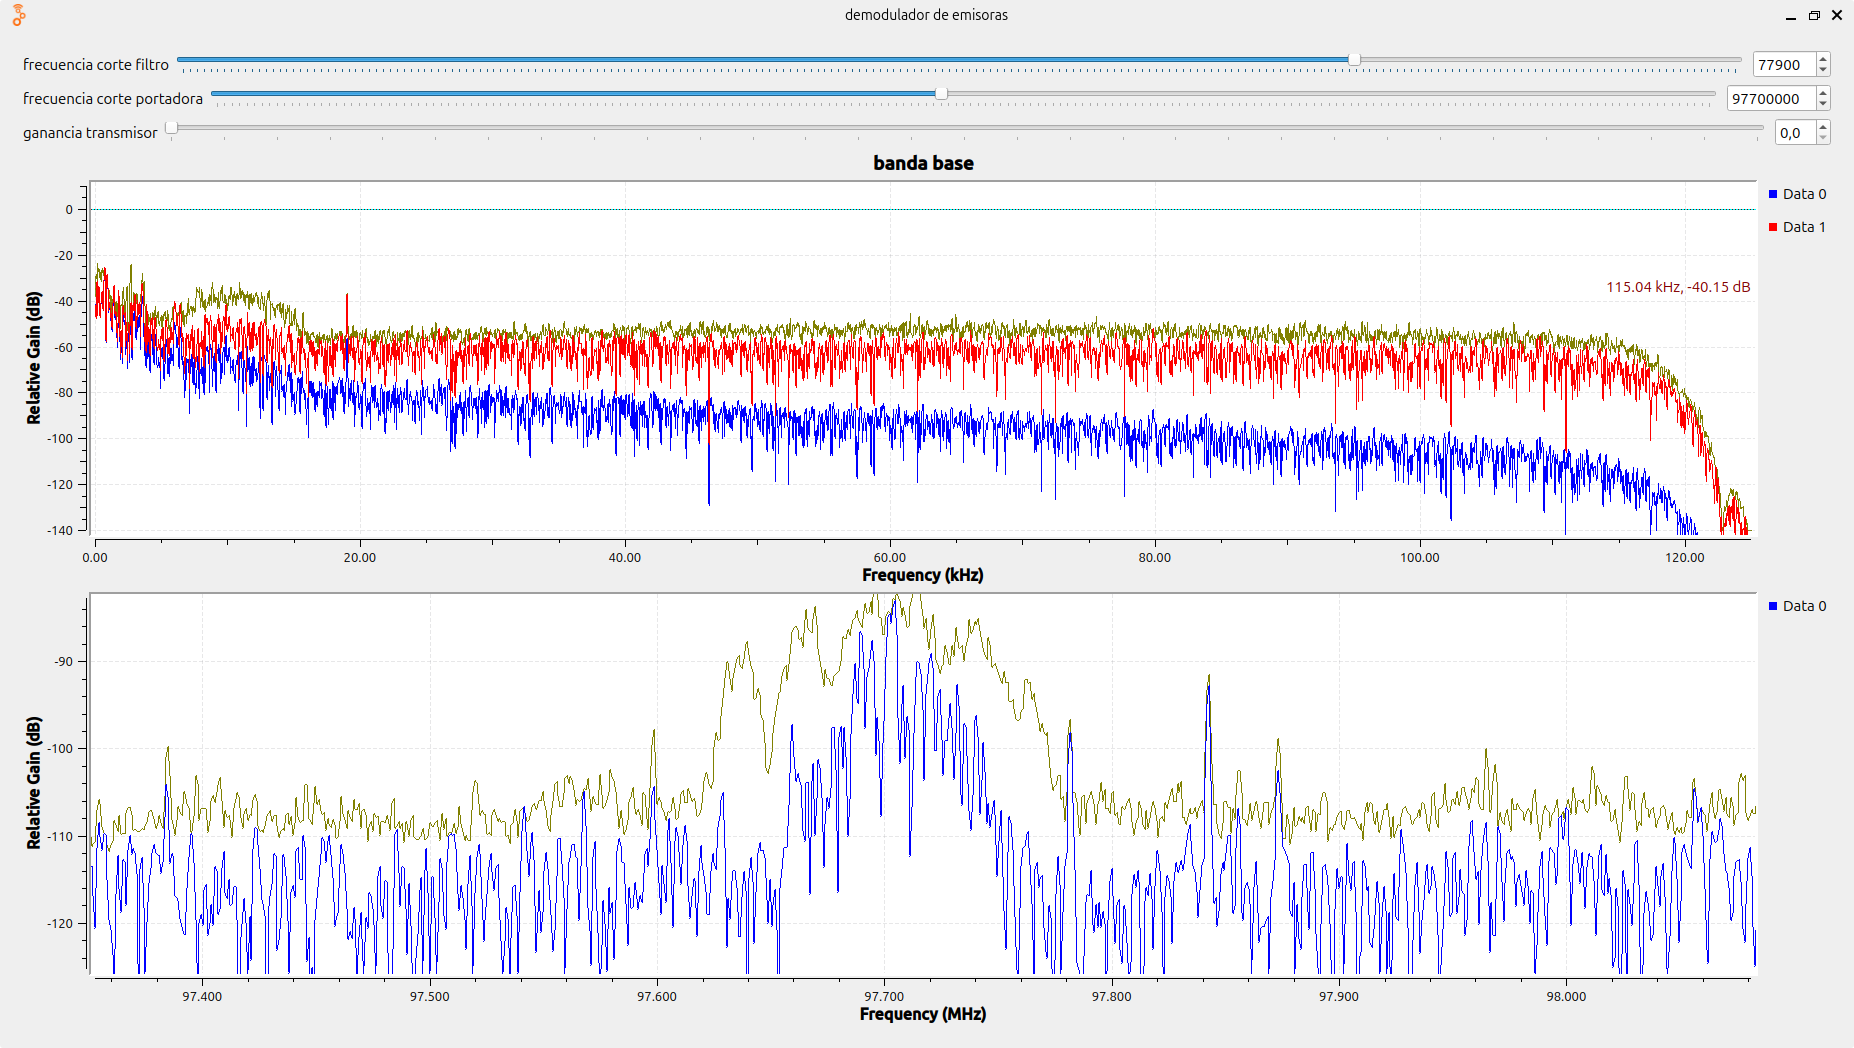 demodulador de emisoras
frecuencia corte filtro 77900
frecuencia corte portadora 97700000
ganancia transmisor 0,0
banda base
Data 0
Data 1
115.04 kHz, -40.15 dB
Relative Gain (dB)
0
-20
-40
-60
-80
-100
-120
-140
0.00 20.00 40.00 60.00 80.00 100.00 120.00
Frequency (kHz)
Data 0
Relative Gain (dB)
-90
-100
-110
-120
97.400 97.500 97.600 97.700 97.800 97.900 98.000
Frequency (MHz)